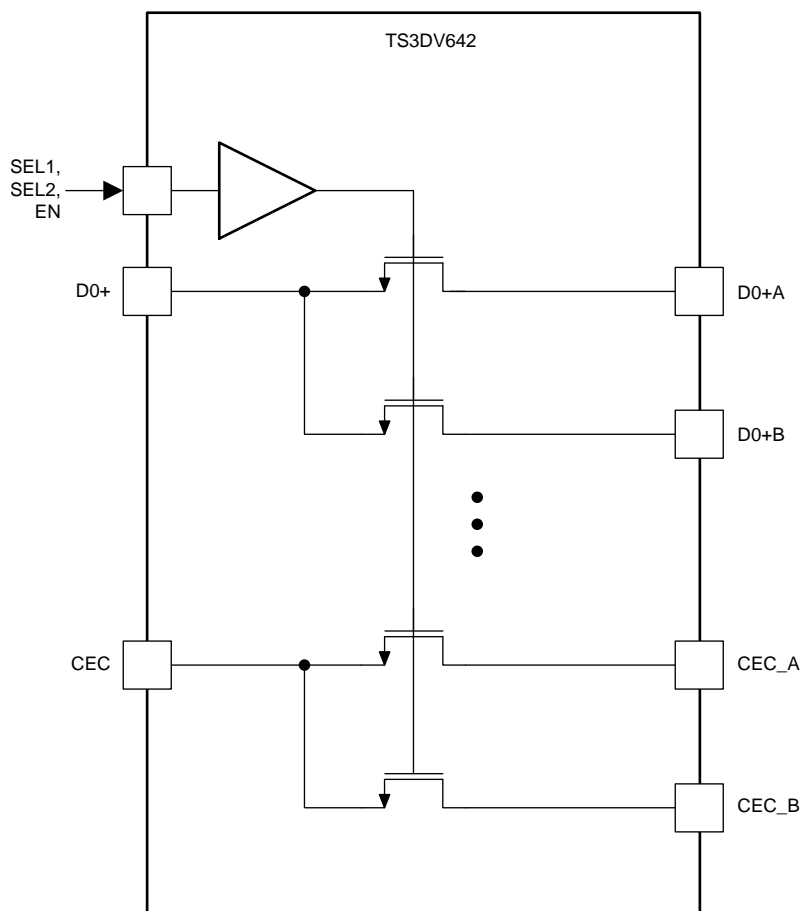 TS3DV642
SEL1,
SEL2,
EN
D0+
D0+A
D0+B
CEC
CEC_A
CEC_B